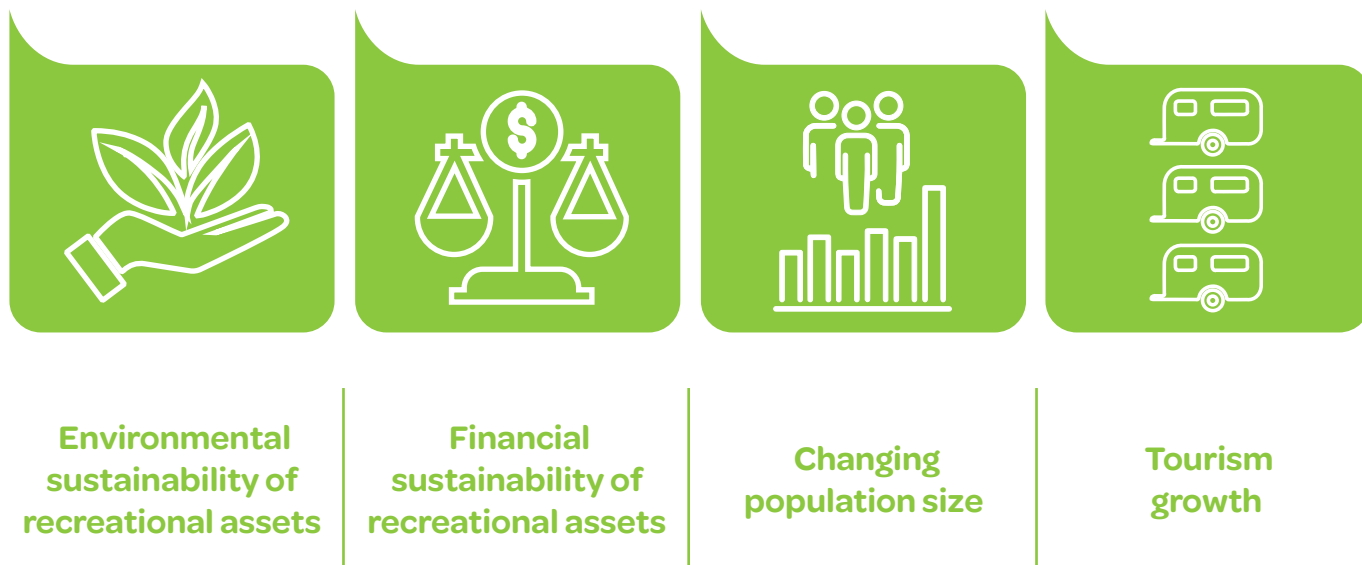 $
Environmental
sustainability of
recreational assets
Financial
sustainability of
recreational assets
Changing
population size
Tourism
growth